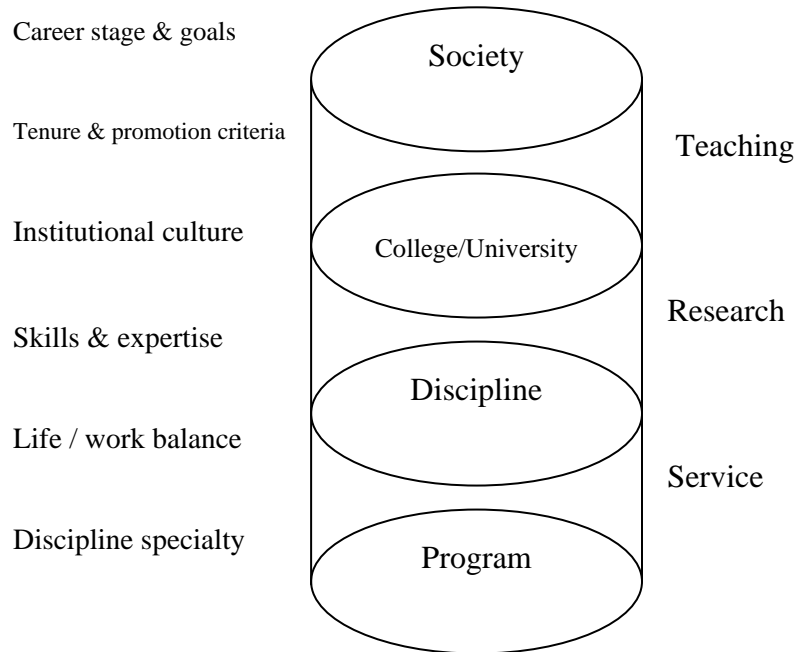 Career stage & goals
Society
Tenure & promotion criteria
Teaching
Institutional culture
College/University
Research
Skills & expertise
Discipline
Life / work balance
Service
Discipline specialty
Program